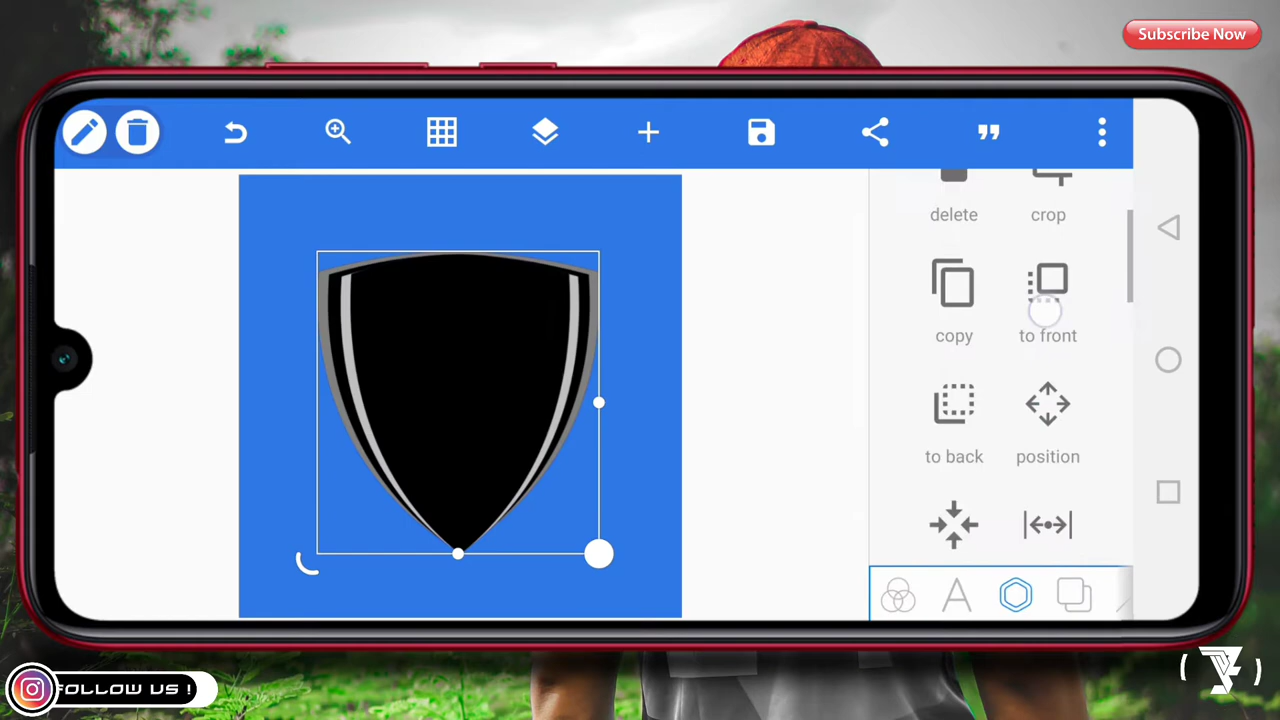 Subscribe Now
delete
crop
copy
to front
to back
position
FOLLOW US !